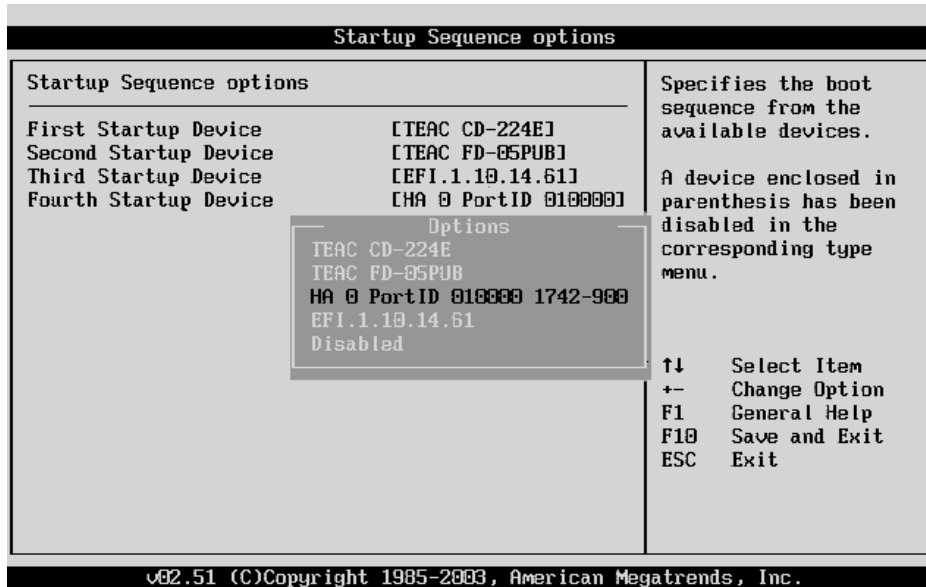 Startup Sequence options
Startup Sequence options
First Startup Device [TEAC CD-224E]
Second Startup Device [TEAC FD-05PUB]
Third Startup Device [EFI.1.10.14.61]
Fourth Startup Device [HA 0 PortID 010000]
Options
TEAC CD-224E
TEAC FD-05PUB
HA 0 PortID 010000 1742-900
EFI.1.10.14.61
Disabled
Specifies the boot
sequence from the
available devices.
A device enclosed in
parenthesis has been
disabled in the
corresponding type
menu.
↑↓ Select Item
+- Change Option
F1 General Help
F10 Save and Exit
ESC Exit
v02.51 (C)Copyright 1985-2003, American Megatrends, Inc.